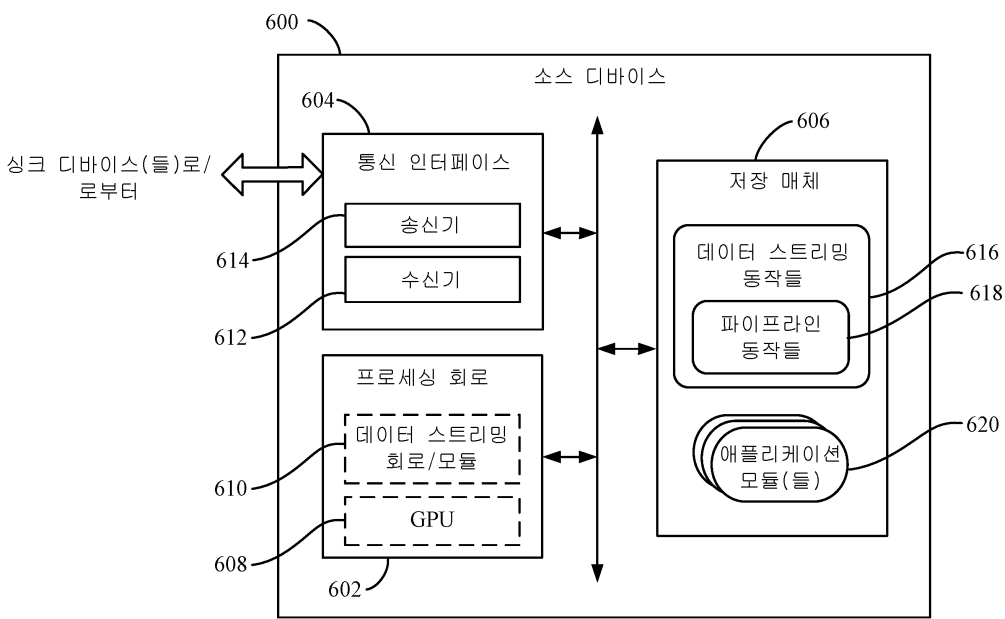 600
소스 디바이스
604
606
싱크 디바이스(들)로/
로부터
통신 인터페이스
저장 매체
송신기
614
수신기
612
데이터 스트리밍
동작들
616
618
파이프라인
동작들
프로세싱 회로
데이터 스트리밍
회로/모듈
610
GPU
608
602
620
애플리케이션
모듈(들)